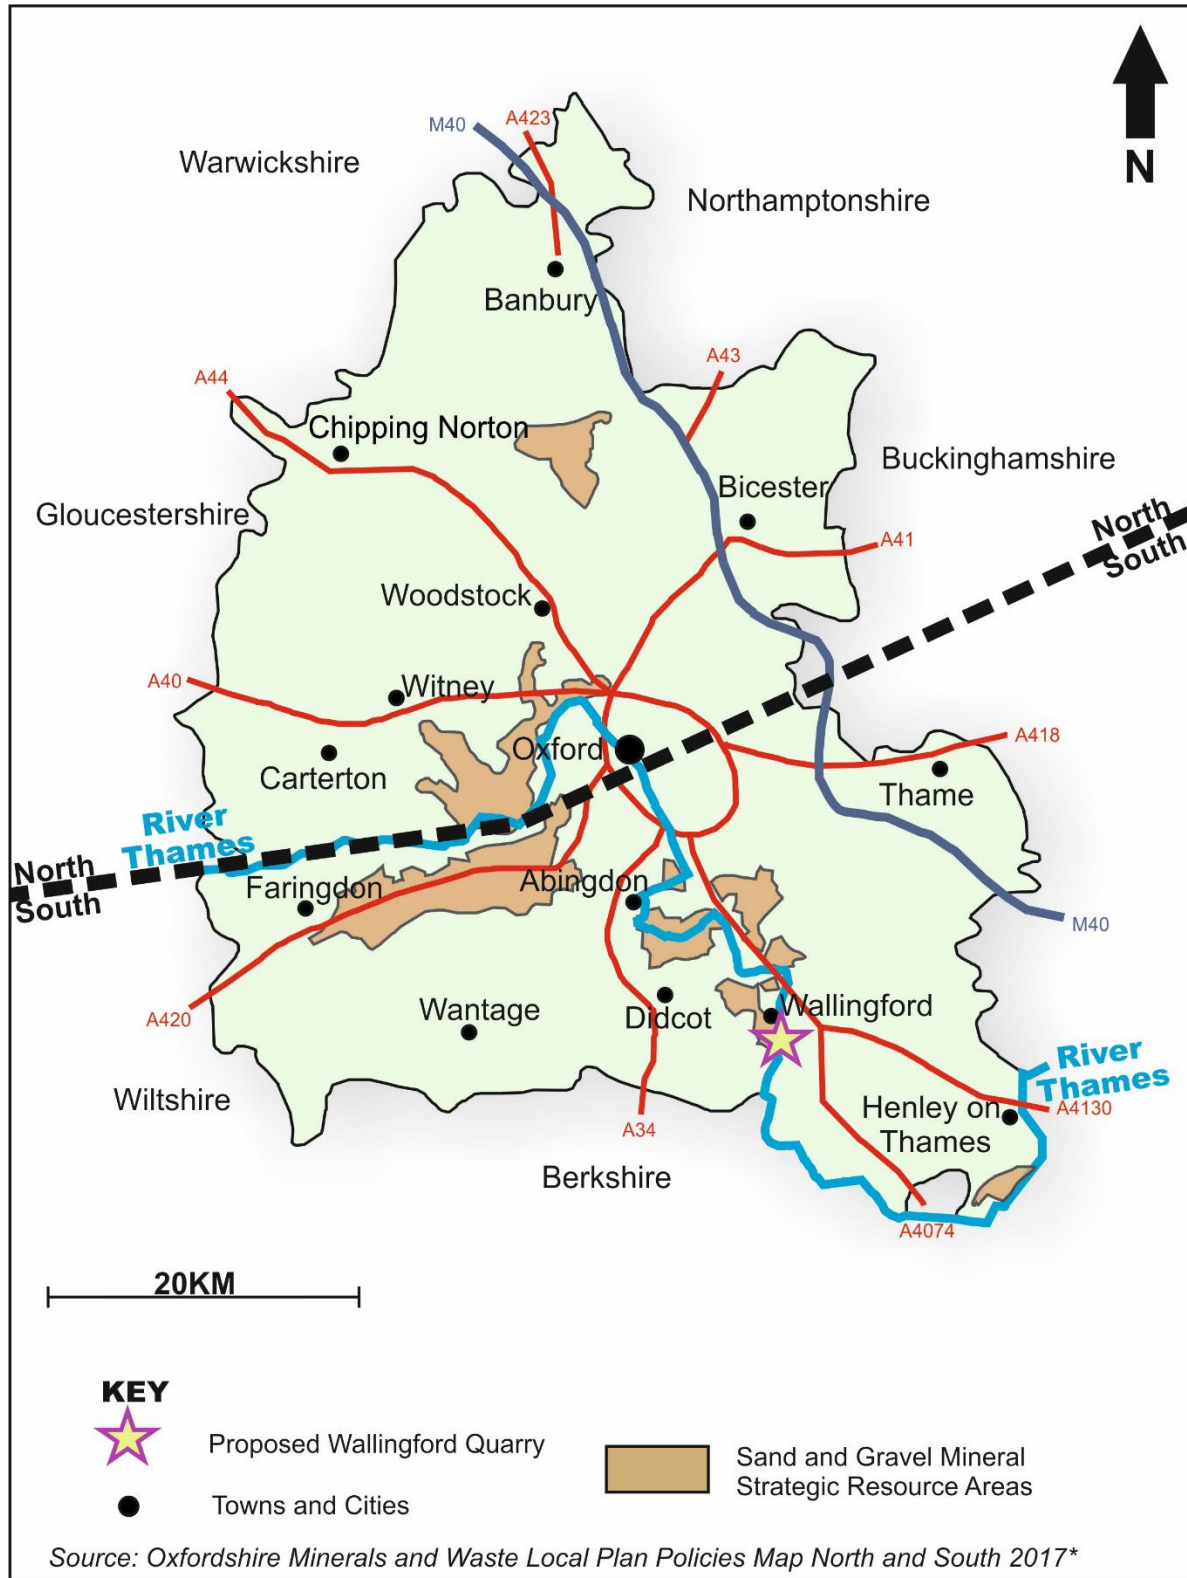 A423
M40
Warwickshire
N
Northamptonshire
Banbury
A43
A44
Chipping Norton
Buckinghamshire
Bicester
Gloucestershire
North
South
A41
Woodstock
A40
Witney
Oxford
A418
Carterton
Thame
River
Thames
North
South
Faringdon
Abingdon
M40
A420
Wantage
Didcot
Wallingford
River
Thames
Wiltshire
A34
Henley on
Thames
A4130
Berkshire
A4074
20KM
KEY
Proposed Wallingford Quarry
Sand and Gravel Mineral
Strategic Resource Areas
Towns and Cities
Source: Oxfordshire Minerals and Waste Local Plan Policies Map North and South 2017*